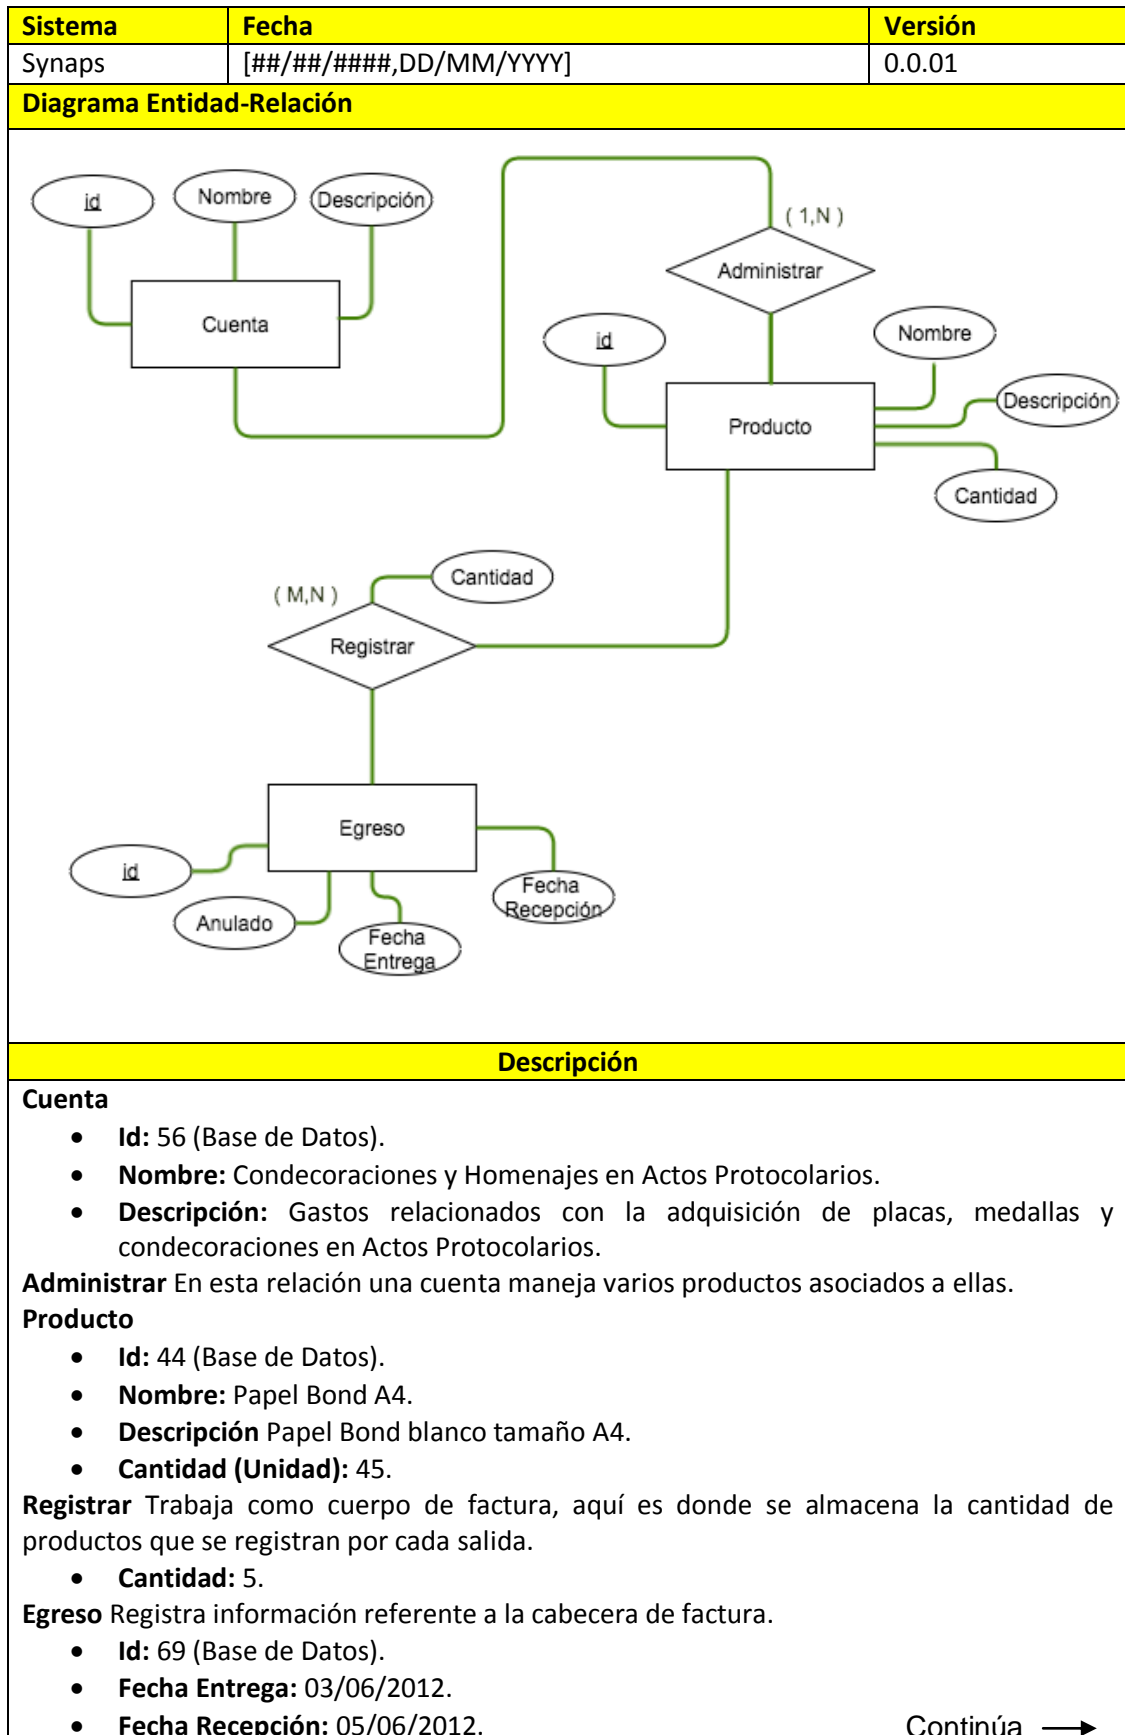 Sistema Fecha Versión
Synaps [##/##/####,DD/MM/YYYY] 0.0.01
Diagrama Entidad-Relación
id Nombre Descripción
( 1,N )
Administrar
Cuenta
id Nombre
Descripción
Producto
Cantidad
Cantidad
( M,N )
Registrar
Egreso
id
Fecha
Recepción
Anulado
Fecha
Entrega
Descripción
Cuenta
• Id: 56 (Base de Datos).
• Nombre: Condecoraciones y Homenajes en Actos Protocolarios.
• Descripción: Gastos relacionados con la adquisición de placas, medallas y
condecoraciones en Actos Protocolarios.
Administrar En esta relación una cuenta maneja varios productos asociados a ellas.
Producto
• Id: 44 (Base de Datos).
• Nombre: Papel Bond A4.
• Descripción Papel Bond blanco tamaño A4.
• Cantidad (Unidad): 45.
Registrar Trabaja como cuerpo de factura, aquí es donde se almacena la cantidad de
productos que se registran por cada salida.
• Cantidad: 5.
Egreso Registra información referente a la cabecera de factura.
• Id: 69 (Base de Datos).
• Fecha Entrega: 03/06/2012.
• Fecha Recepción: 05/06/2012.
Continúa